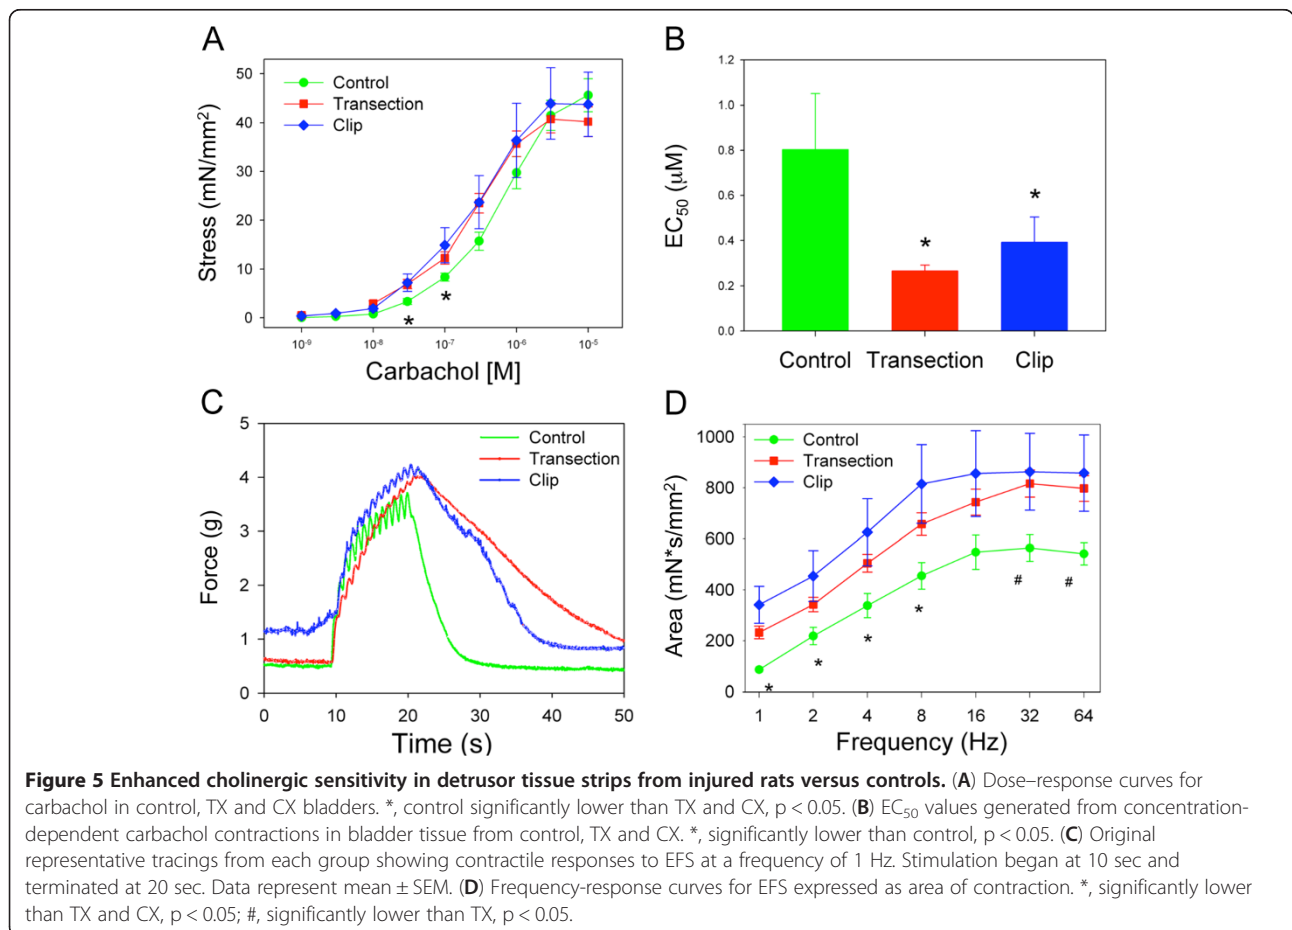 A
Control
Transection
Clip
Stress (mN/mm²)
50
40
30
20
10
0
10⁻⁹ 10⁻⁸ 10⁻⁷ 10⁻⁶ 10⁻⁵
* *
Carbachol [M]
B
EC₅₀ (μM)
1.2
1.0
0.8
0.6
0.4
0.2
0.0
* *
Control Transection Clip
C
Control
Transection
Clip
Force (g)
5
4
3
2
1
0
0 10 20 30 40 50
Time (s)
D
Control
Transection
Clip
Area (mN*s/mm²)
1000
800
600
400
200
0
* * * * # #
1 2 4 8 16 32 64
Frequency (Hz)
Figure 5 Enhanced cholinergic sensitivity in detrusor tissue strips from injured rats versus controls. (A) Dose–response curves for
carbachol in control, TX and CX bladders. *, control significantly lower than TX and CX, p < 0.05. (B) EC₅₀ values generated from concentration-
dependent carbachol contractions in bladder tissue from control, TX and CX. *, significantly lower than control, p < 0.05. (C) Original
representative tracings from each group showing contractile responses to EFS at a frequency of 1 Hz. Stimulation began at 10 sec and
terminated at 20 sec. Data represent mean ± SEM. (D) Frequency-response curves for EFS expressed as area of contraction. *, significantly lower
than TX and CX, p < 0.05; #, significantly lower than TX, p < 0.05.